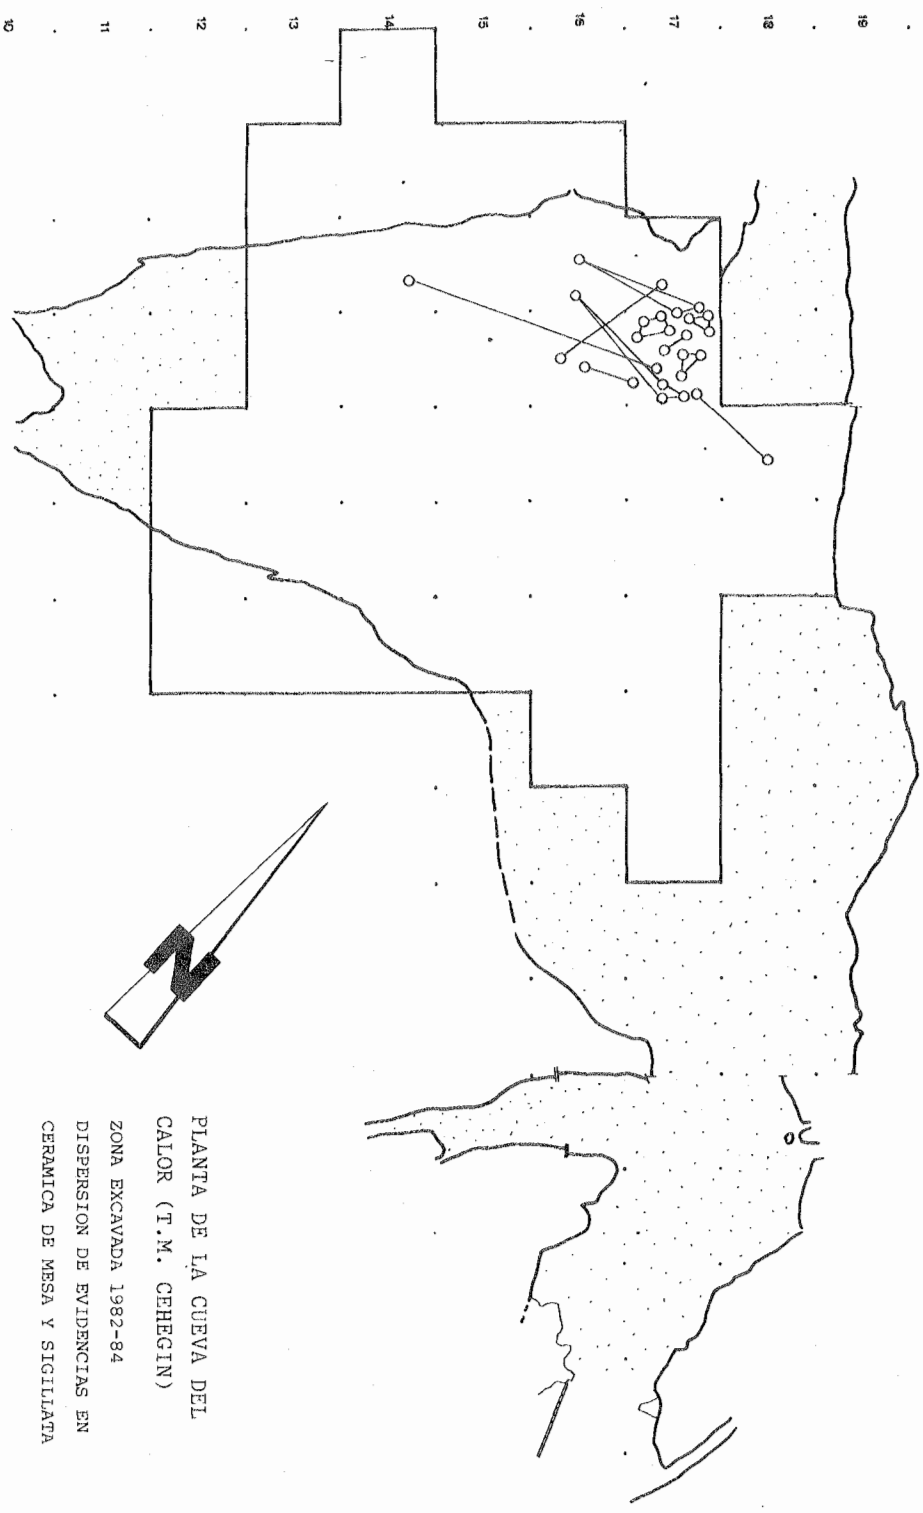 10 11 12 13 14 15 16 17 18 19
N
PLANTA DE LA CUEVA DEL
CALOR (T.M. CEHEGIN)
ZONA EXCAVADA 1982-84
DISPERSION DE EVIDENCIAS EN
CERAMICA DE MESA Y SIGILLATA